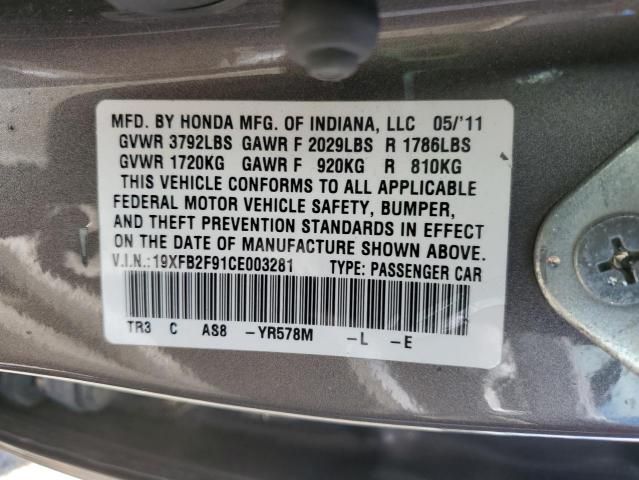 MFD. BY HONDA MFG. OF INDIANA, LLC 05/'11
GVWR 3792LBS GAWR F 2029LBS R 1786LBS
GVWR 1720KG GAWR F 920KG R 810KG
THIS VEHICLE CONFORMS TO ALL APPLICABLE
FEDERAL MOTOR VEHICLE SAFETY, BUMPER,
AND THEFT PREVENTION STANDARDS IN EFFECT
ON THE DATE OF MANUFACTURE SHOWN ABOVE.
V.I.N.:19XFB2F91CE003281 TYPE: PASSENGER CAR
TR3 C AS8 -YR578M -L -E